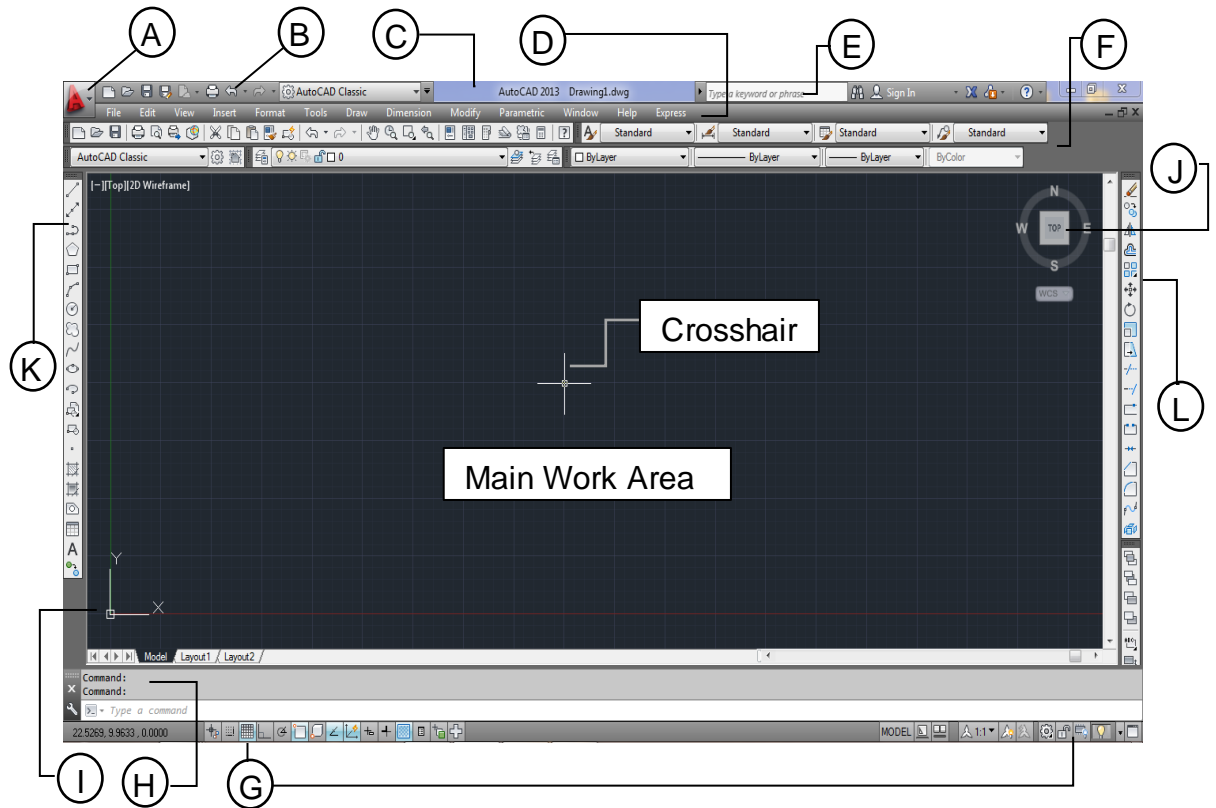 A B C D E F
AutoCAD Classic AutoCAD 2013 Drawing1.dwg Type a keyword or phrase Sign In
File Edit View Insert Format Tools Draw Dimension Modify Parametric Window Help Express
Standard Standard Standard Standard
AutoCAD Classic 0 ByLayer ByLayer ByLayer ByColor
[−][Top][2D Wireframe]
J
N
W TOP E
S
WCS
Crosshair
K
L
Main Work Area
A
Y
X
Model Layout1 Layout2
Command:
Command:
Type a command
22.5269, 9.9633 , 0.0000 MODEL 1:1
I H G